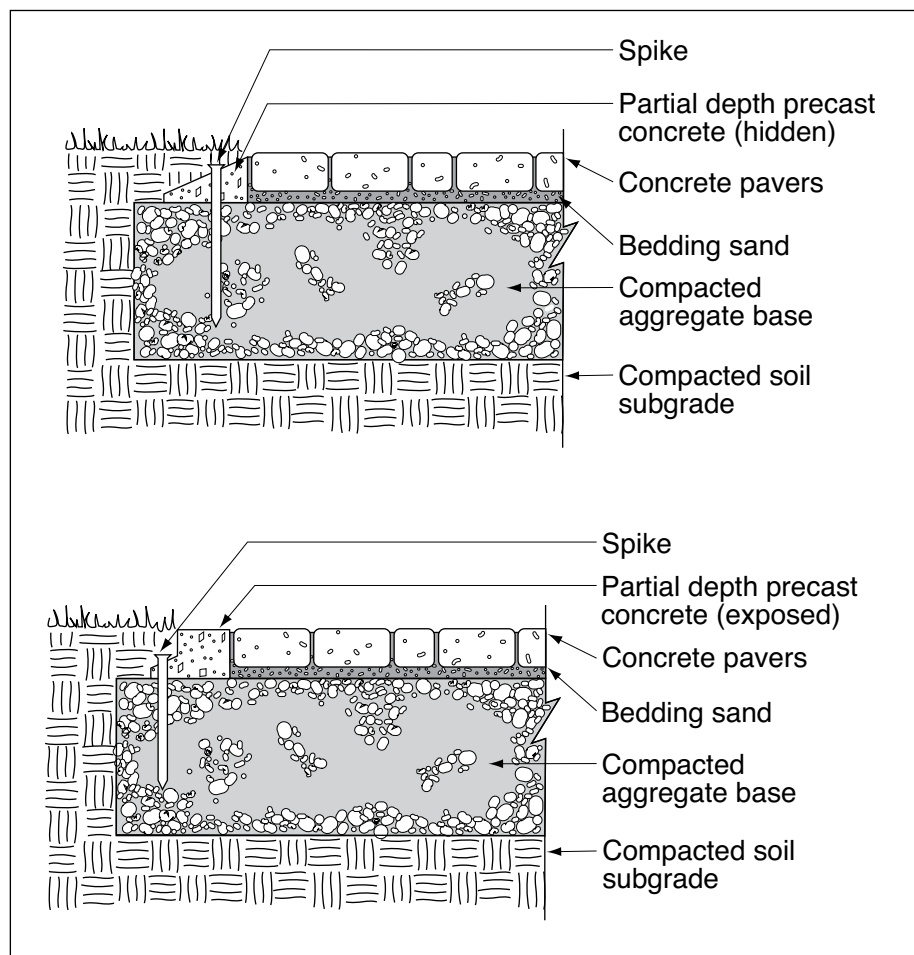 Spike
Partial depth precast
concrete (hidden)
Concrete pavers
Bedding sand
Compacted
aggregate base
Compacted soil
subgrade
Spike
Partial depth precast
concrete (exposed)
Concrete pavers
Bedding sand
Compacted
aggregate base
Compacted soil
subgrade